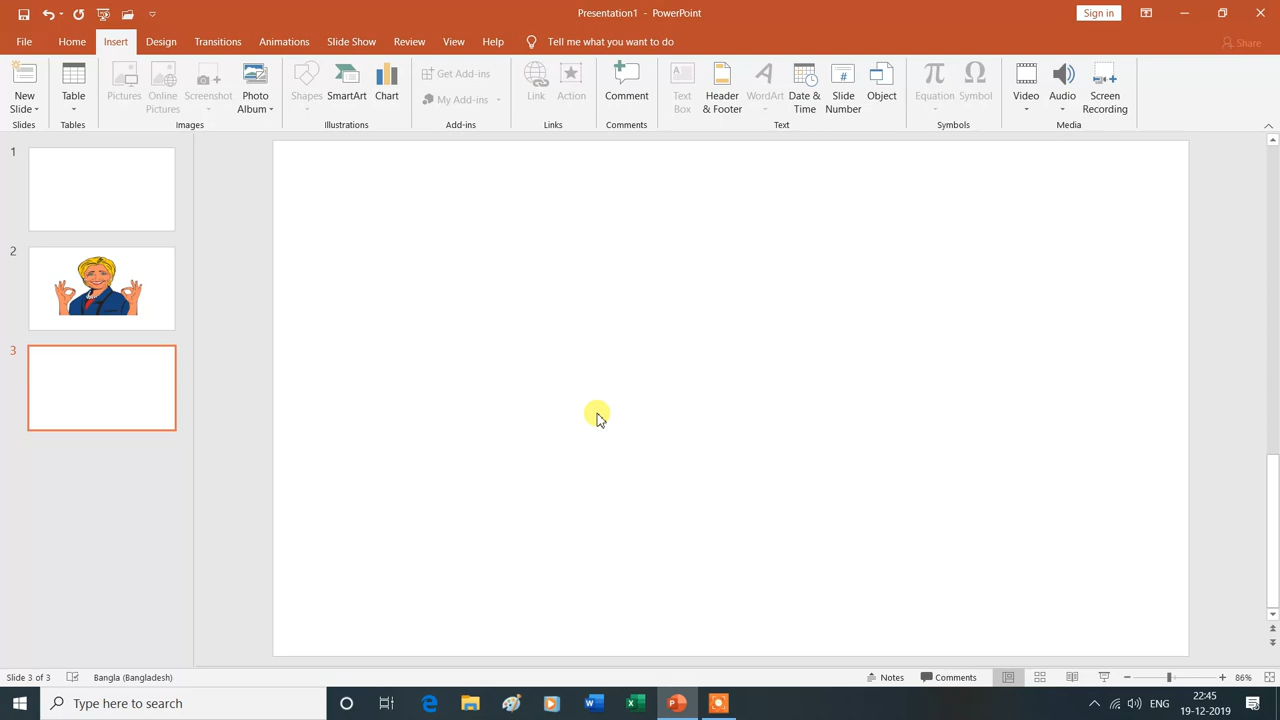 Presentation1 - PowerPoint
Sign in
File Home Insert Design Transitions Animations Slide Show Review View Help Tell me what you want to do Share
New Slide
Table
Pictures
Online Pictures
Screenshot
Photo Album
Shapes
SmartArt
Chart
Get Add-ins
My Add-ins
Link
Action
Comment
Text Box
Header & Footer
WordArt
Date & Time
Slide Number
Object
Equation
Symbol
Video
Audio
Screen Recording
Slides Tables Images Illustrations Add-ins Links Comments Text Symbols Media
1
2
3
Slide 3 of 3 Bangla (Bangladesh) Notes Comments 86%
Type here to search
ENG
22:45
19-12-2019